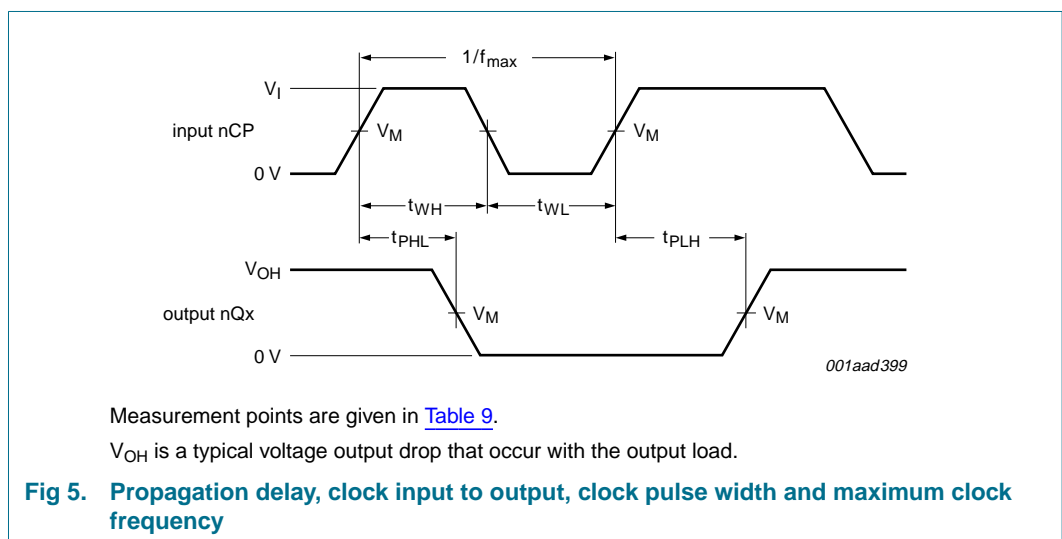 1/fmax
VI
input nCP
VM
VM
0 V
tWH
tWL
tPHL
tPLH
VOH
output nQx
VM
VM
0 V
001aad399
Measurement points are given in Table 9.
VOH is a typical voltage output drop that occur with the output load.
Fig 5. Propagation delay, clock input to output, clock pulse width and maximum clock
frequency